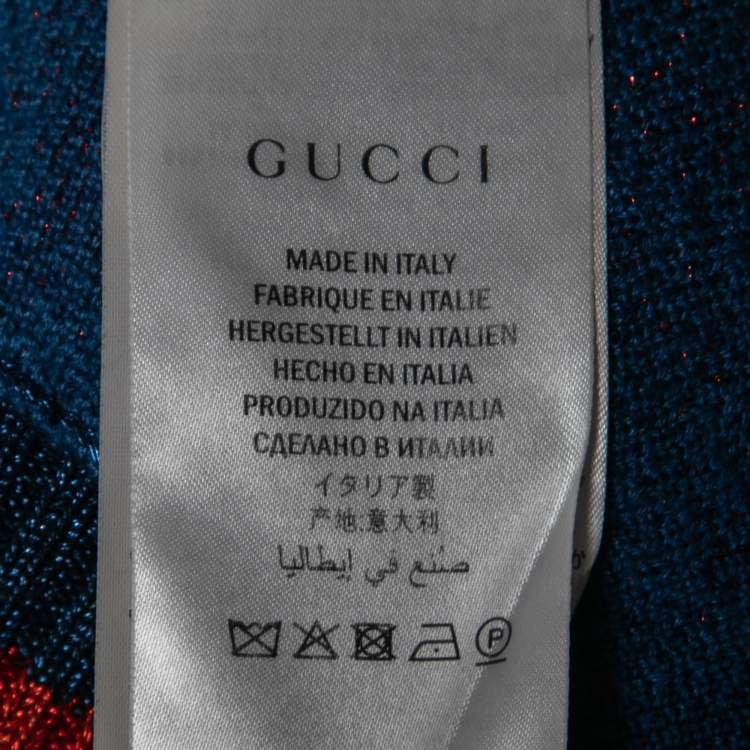 GUCCI
MADE IN ITALY
FABRIQUE EN ITALIE
HERGESTELLT IN ITALIEN
HECHO EN ITALIA
PRODUZIDO NA ITALIA
СДЕЛАНО В ИТАЛИИ
イタリア製
产地:意大利
صنع في إيطاليا
P